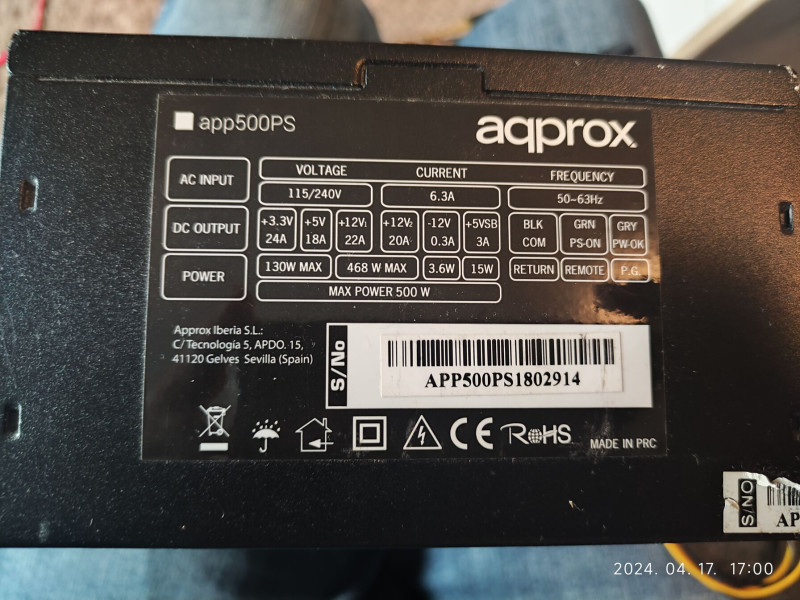 app500PS
aqprox
VOLTAGE CURRENT FREQUENCY
AC INPUT
115/240V 6.3A 50~63Hz
DC OUTPUT
+3.3V +5V +12V1 +12V2 -12V +5VSB BLK GRN GRY
24A 18A 22A 20A 0.3A 3A COM PS-ON PW-OK
POWER
130W MAX 468 W MAX 3.6W 15W RETURN REMOTE P.G.
MAX POWER 500 W
Approx Iberia S.L.:
C/ Tecnología 5, APDO. 15,
41120 Gelves Sevilla (Spain)
S/No
APP500PS1802914
CE RoHS
MADE IN PRC
S/NO
AP
2024. 04. 17. 17:00